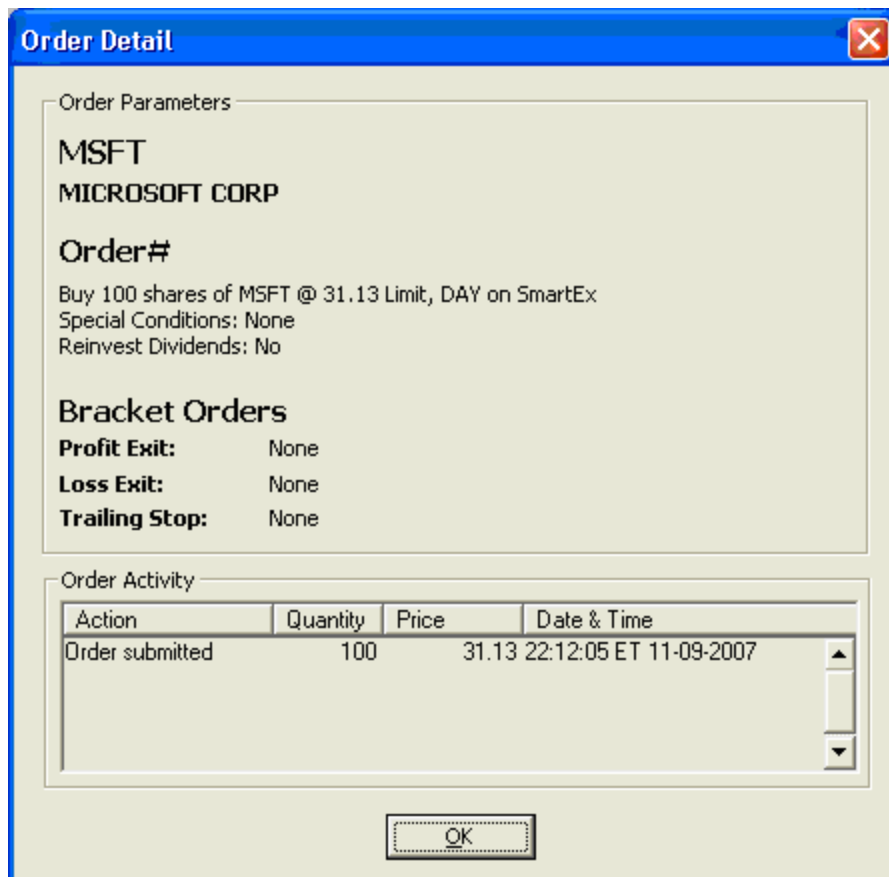 Order Detail
Order Parameters
MSFT
MICROSOFT CORP
Order#
Buy 100 shares of MSFT @ 31.13 Limit, DAY on SmartEx
Special Conditions: None
Reinvest Dividends: No
Bracket Orders
Profit Exit: None
Loss Exit: None
Trailing Stop: None
Order Activity
Action Quantity Price Date & Time
Order submitted 100 31.13 22:12:05 ET 11-09-2007
OK